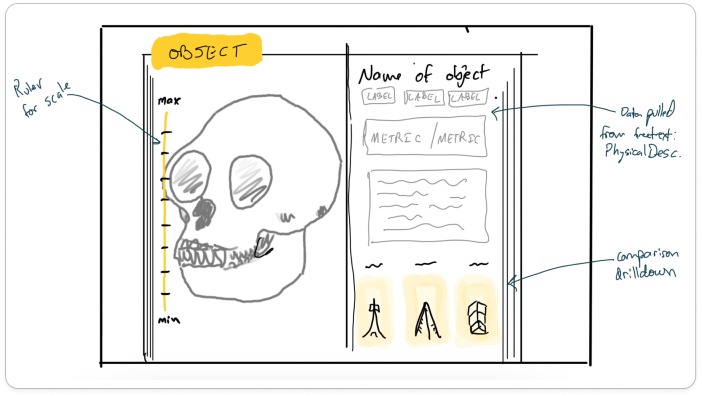 OBJECT
Name of object
LABEL LABEL LABEL
Ruler
for scale
max
METRIC / METRIC
Data pulled
from freetext:
PhysicalDesc.
comparison
drilldown
min